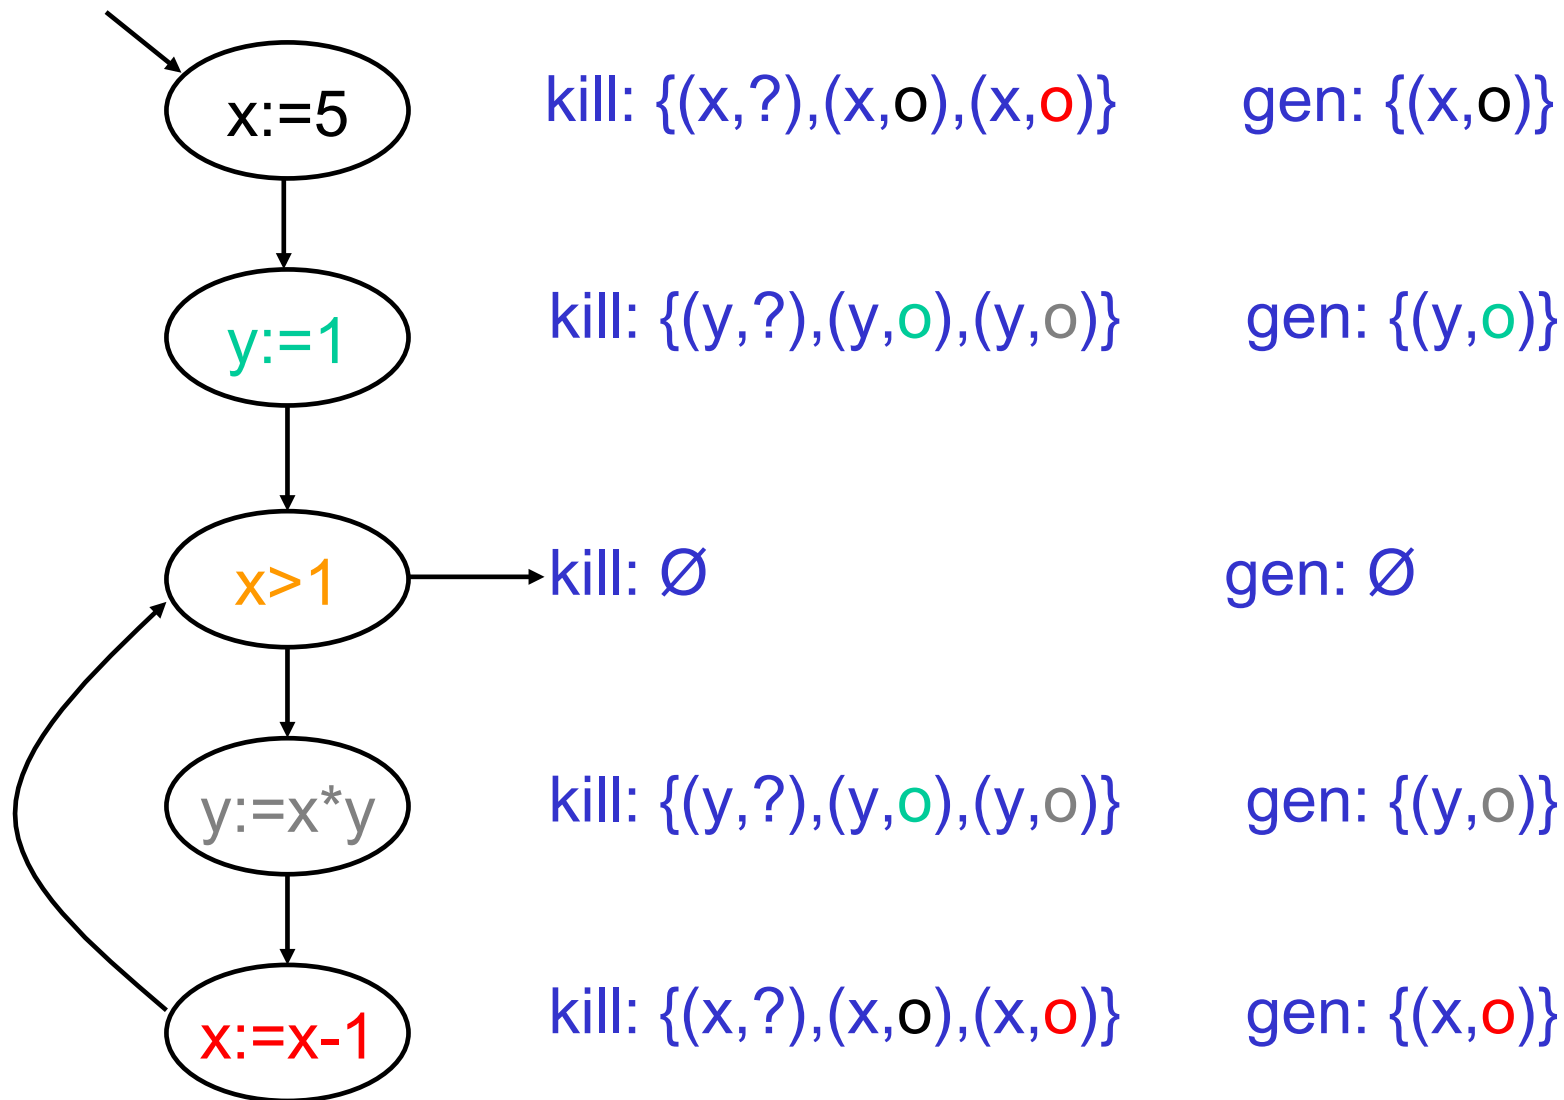 x:=5 kill: {(x,?),(x,o),(x,o)} gen: {(x,o)}
y:=1 kill: {(y,?),(y,o),(y,o)} gen: {(y,o)}
x>1 kill: Ø gen: Ø
y:=x*y kill: {(y,?),(y,o),(y,o)} gen: {(y,o)}
x:=x-1 kill: {(x,?),(x,o),(x,o)} gen: {(x,o)}